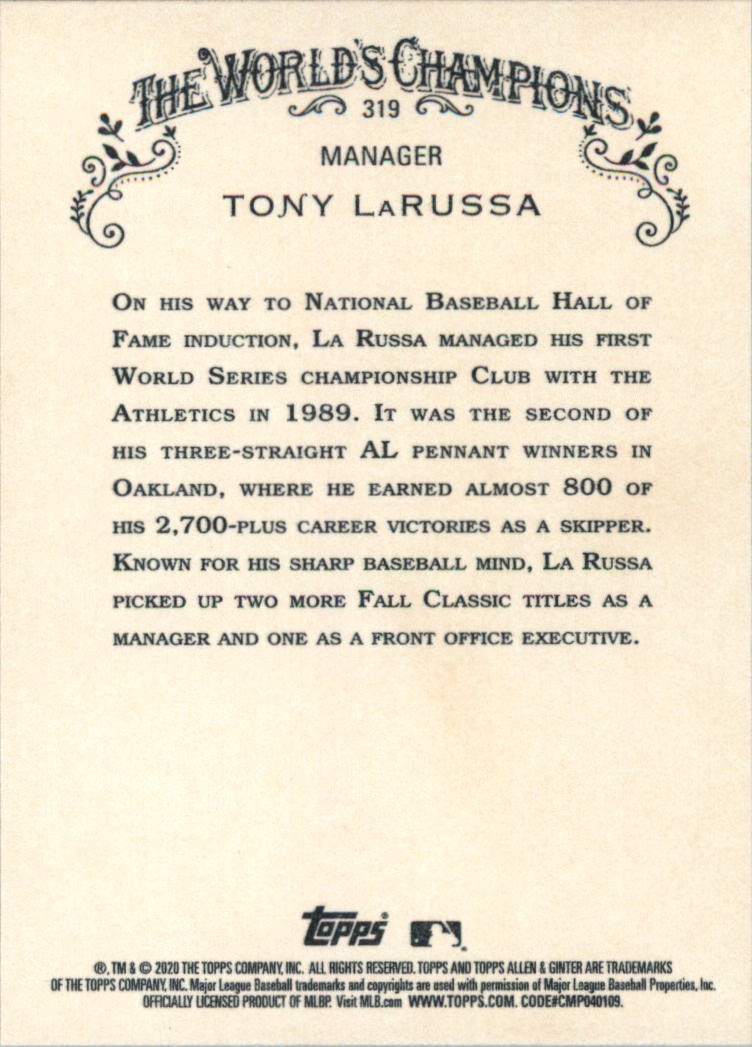 THE WORLD'S CHAMPIONS
319
MANAGER
TONY LaRUSSA
ON HIS WAY TO NATIONAL BASEBALL HALL OF
FAME INDUCTION, LA RUSSA MANAGED HIS FIRST
WORLD SERIES CHAMPIONSHIP CLUB WITH THE
ATHLETICS IN 1989. IT WAS THE SECOND OF
HIS THREE-STRAIGHT AL PENNANT WINNERS IN
OAKLAND, WHERE HE EARNED ALMOST 800 OF
HIS 2,700-PLUS CAREER VICTORIES AS A SKIPPER.
KNOWN FOR HIS SHARP BASEBALL MIND, LA RUSSA
PICKED UP TWO MORE FALL CLASSIC TITLES AS A
MANAGER AND ONE AS A FRONT OFFICE EXECUTIVE.
topps®
®, TM & © 2020 THE TOPPS COMPANY, INC. ALL RIGHTS RESERVED. TOPPS AND TOPPS ALLEN & GINTER ARE TRADEMARKS
OF THE TOPPS COMPANY, INC. Major League Baseball trademarks and copyrights are used with permission of Major League Baseball Properties, Inc.
OFFICIALLY LICENSED PRODUCT OF MLBP. Visit MLB.com WWW.TOPPS.COM. CODE#CMP040109.